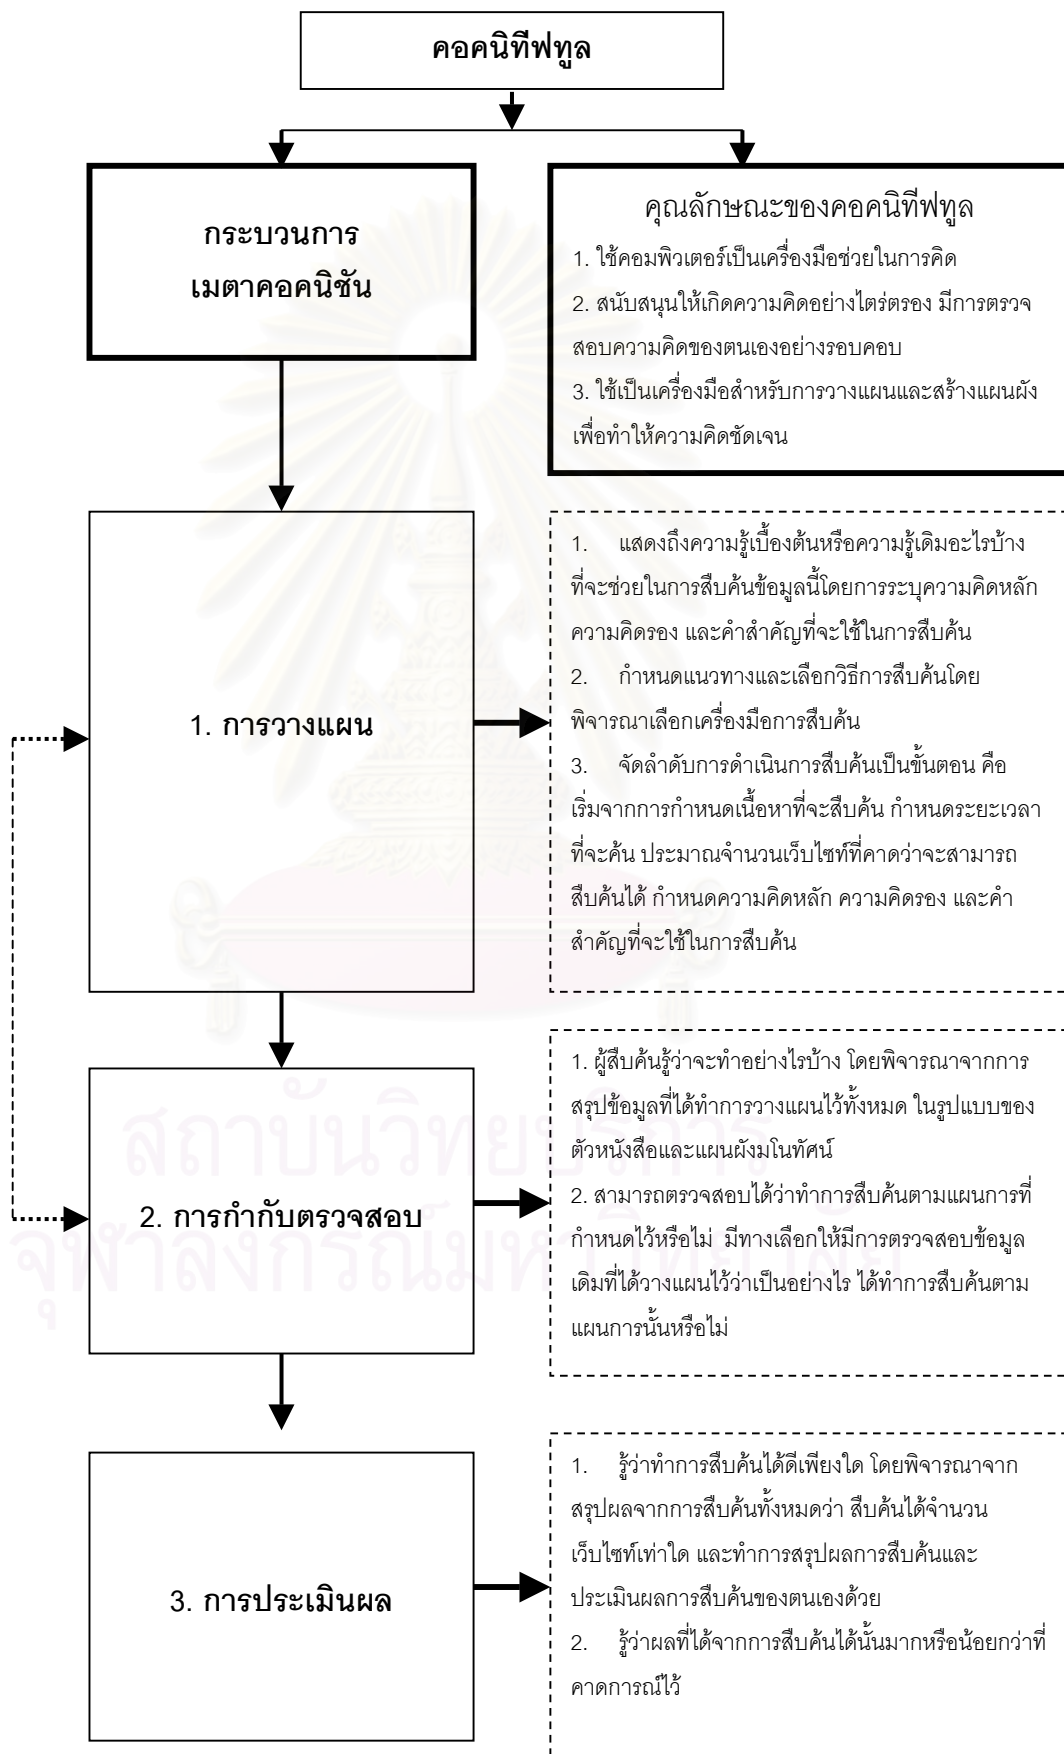 คอคนิทีฟทูล
กระบวนการ
เมตาคอคนิชัน
คุณลักษณะของคอคนิทีฟทูล
1. ใช้คอมพิวเตอร์เป็นเครื่องมือช่วยในการคิด
2. สนับสนุนให้เกิดความคิดอย่างไตร่ตรอง มีการตรวจ
สอบความคิดของตนเองอย่างรอบคอบ
3. ใช้เป็นเครื่องมือสำหรับการวางแผนและสร้างแผนผัง
เพื่อทำให้ความคิดชัดเจน
1. การวางแผน
1. แสดงถึงความรู้เบื้องต้นหรือความรู้เดิมอะไรบ้าง
ที่จะช่วยในการสืบค้นข้อมูลนี้โดยการระบุความคิดหลัก
ความคิดรอง และคำสำคัญที่จะใช้ในการสืบค้น
2. กำหนดแนวทางและเลือกวิธีการสืบค้นโดย
พิจารณาเลือกเครื่องมือการสืบค้น
3. จัดลำดับการดำเนินการสืบค้นเป็นขั้นตอน คือ
เริ่มจากการกำหนดเนื้อหาที่จะสืบค้น กำหนดระยะเวลา
ที่จะค้น ประมาณจำนวนเว็บไซท์ที่คาดว่าจะสามารถ
สืบค้นได้ กำหนดความคิดหลัก ความคิดรอง และคำ
สำคัญที่จะใช้ในการสืบค้น
2. การกำกับตรวจสอบ
1. ผู้สืบค้นรู้ว่าจะทำอย่างไรบ้าง โดยพิจารณาจากการ
สรุปข้อมูลที่ได้ทำการวางแผนไว้ทั้งหมด ในรูปแบบของ
ตัวหนังสือและแผนผังมโนทัศน์
2. สามารถตรวจสอบได้ว่าทำการสืบค้นตามแผนการที่
กำหนดไว้หรือไม่ มีทางเลือกให้มีการตรวจสอบข้อมูล
เดิมที่ได้วางแผนไว้ว่าเป็นอย่างไร ได้ทำการสืบค้นตาม
แผนการนั้นหรือไม่
3. การประเมินผล
1. รู้ว่าทำการสืบค้นได้ดีเพียงใด โดยพิจารณาจาก
สรุปผลจากการสืบค้นทั้งหมดว่า สืบค้นได้จำนวน
เว็บไซท์เท่าใด และทำการสรุปผลการสืบค้นและ
ประเมินผลการสืบค้นของตนเองด้วย
2. รู้ว่าผลที่ได้จากการสืบค้นได้นั้นมากหรือน้อยกว่าที่
คาดการณ์ไว้
สถาบันวิทยบริการ
จุฬาลงกรณ์มหาวิทยาลัย